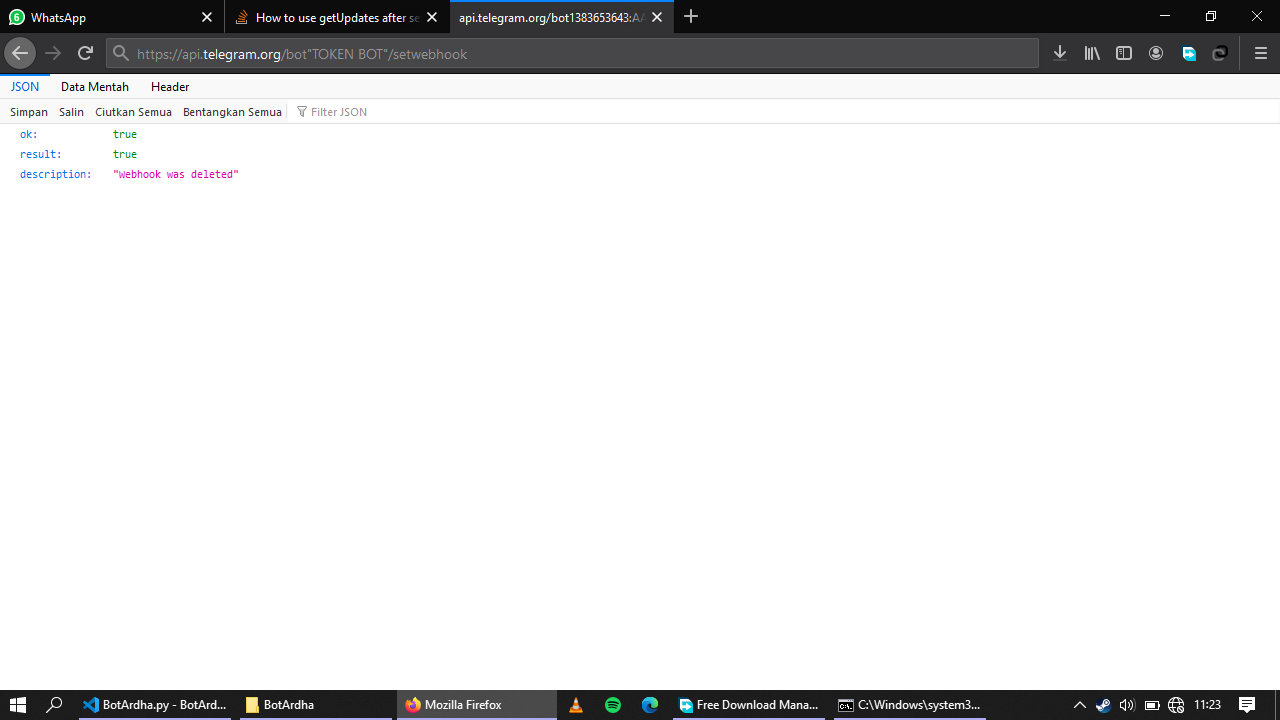 6 WhatsApp
How to use getUpdates after se
api.telegram.org/bot1383653643:AA
https://api.telegram.org/bot"TOKEN BOT"/setwebhook
JSON Data Mentah Header
Simpan Salin Ciutkan Semua Bentangkan Semua Filter JSON
ok: true
result: true
description: "Webhook was deleted"
BotArdha.py - BotArd... BotArdha Mozilla Firefox Free Download Mana... C:\Windows\system3... 11:23